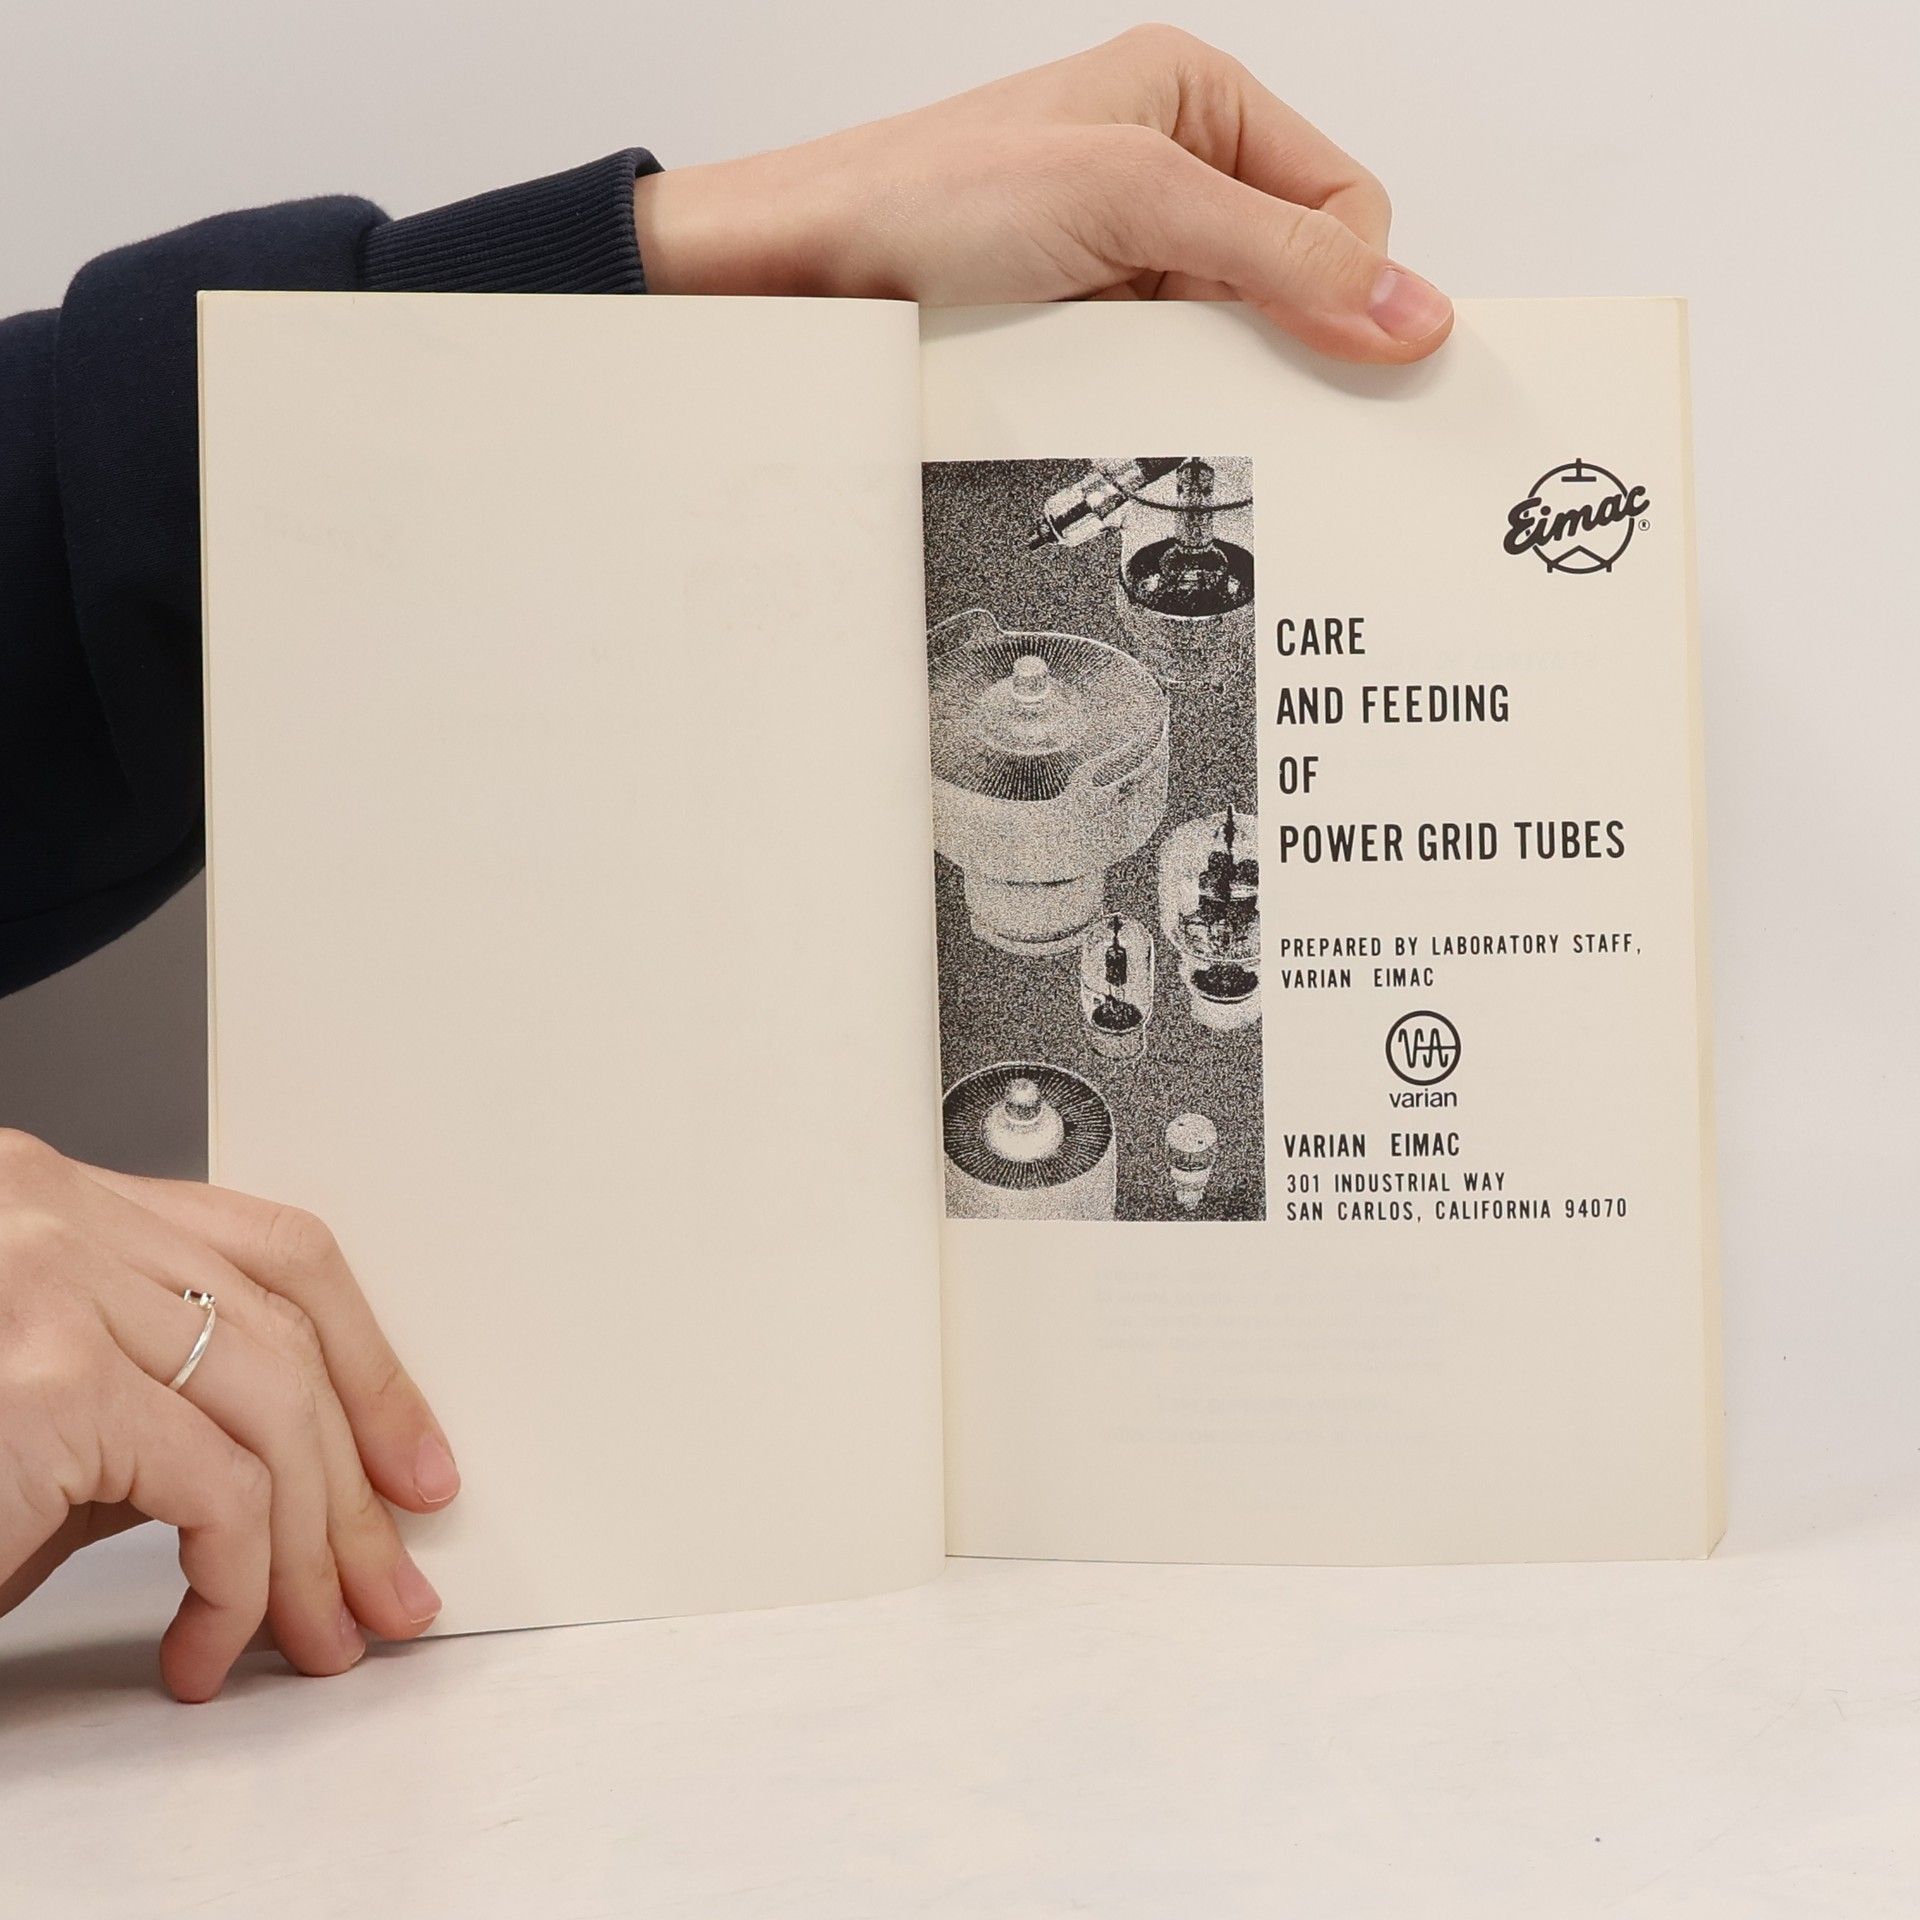 Eimac®
CARE
AND FEEDING
OF
POWER GRID TUBES
PREPARED BY LABORATORY STAFF,
VARIAN EIMAC
VA
varian
VARIAN EIMAC
301 INDUSTRIAL WAY
SAN CARLOS, CALIFORNIA 94070